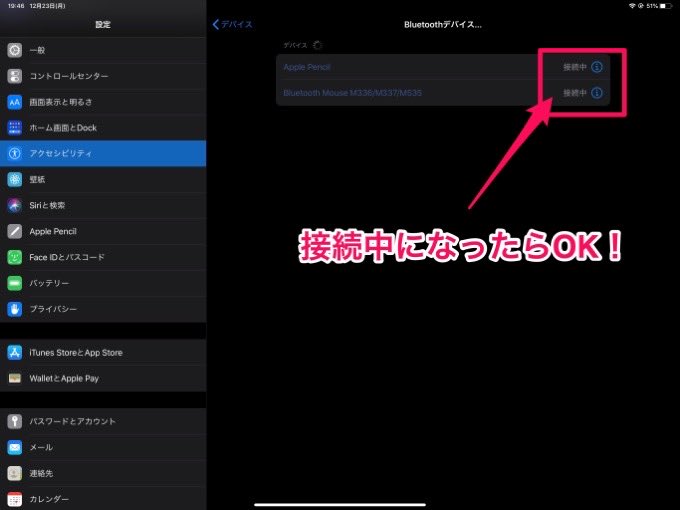 19:46 12月23日(月)
51%
設定
一般
コントロールセンター
画面表示と明るさ
ホーム画面とDock
アクセシビリティ
壁紙
Siriと検索
Apple Pencil
Face IDとパスコード
バッテリー
プライバシー
iTunes StoreとApp Store
WalletとApple Pay
パスワードとアカウント
メール
連絡先
カレンダー
デバイス
Bluetoothデバイス...
デバイス
Apple Pencil 接続中
Bluetooth Mouse M336/M337/M535 接続中
接続中になったらOK！